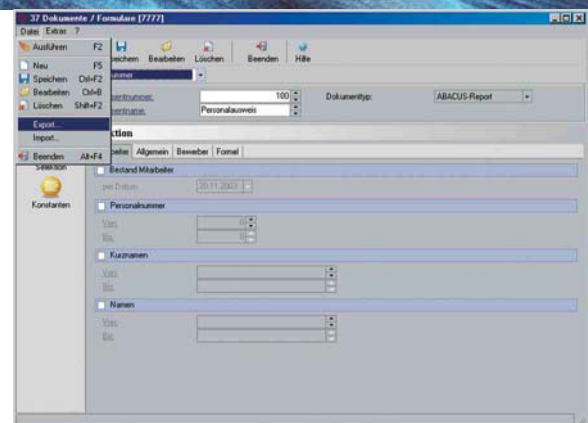 37 Dokumente / Formulare [7777]
Datei Extras ?
Ausführen F2
Neu F5
Speichern Ctrl+F2
Bearbeiten Ctrl+B
Löschen Shift+F2
Export...
Import...
Beenden Alt+F4
Bearbeiten Löschen Beenden Hilfe
100 Dokumenttyp: ABACUS-Report
Personalausweis
Allgemein Bewerber Formel
Selektion
Konstanten
Bestand Mitarbeiter
per Datum 20.11.2003
Personalnummer
Von: 0
Bis: 0
Kurznamen
Von:
Bis:
Namen
Von:
Bis: